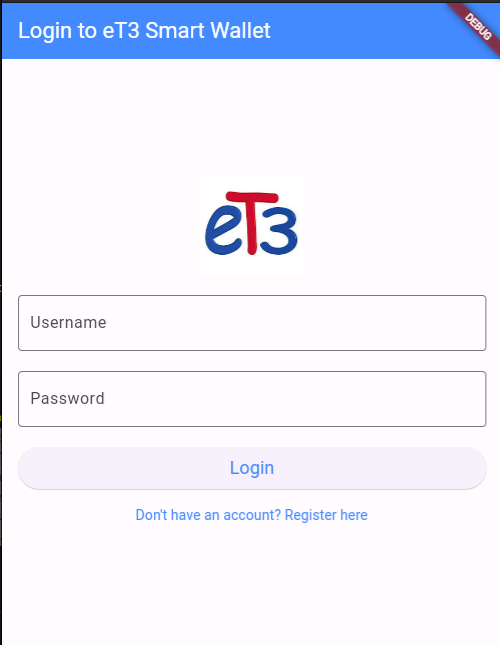 Login to eT3 Smart Wallet
DEBUG
eT3
Username
Password
Login
Don't have an account? Register here